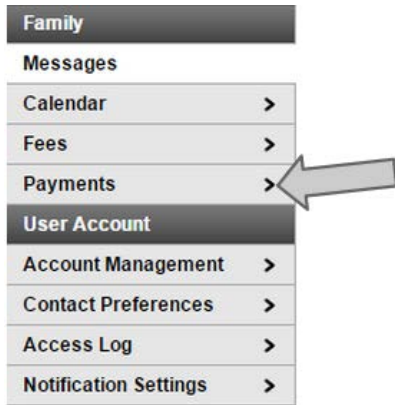 Family
Messages
Calendar >
Fees >
Payments >
User Account
Account Management >
Contact Preferences >
Access Log >
Notification Settings >